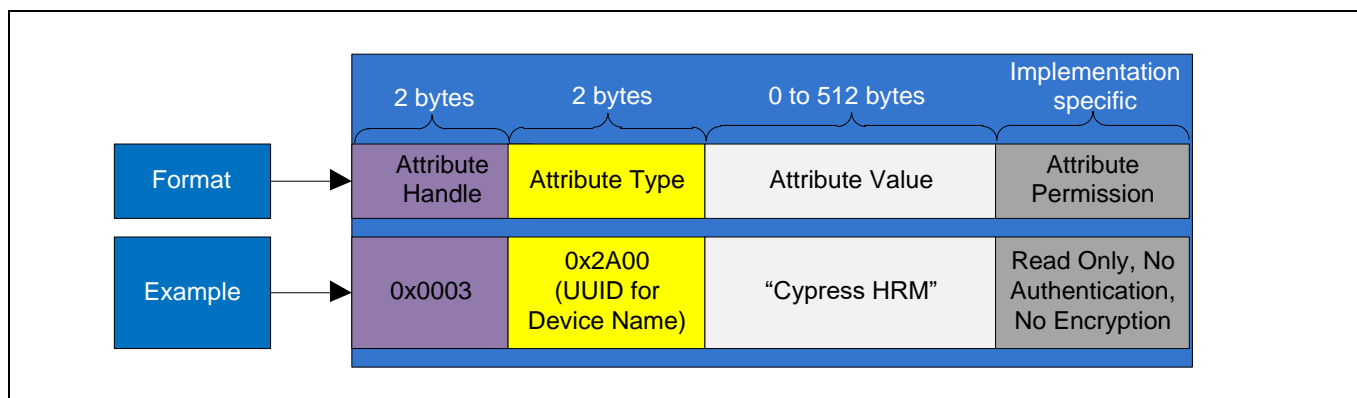 2 bytes
2 bytes
0 to 512 bytes
Implementation
specific
Format
Attribute
Handle
Attribute Type
Attribute Value
Attribute
Permission
Example
0x0003
0x2A00
(UUID for
Device Name)
“Cypress HRM”
Read Only, No
Authentication,
No Encryption